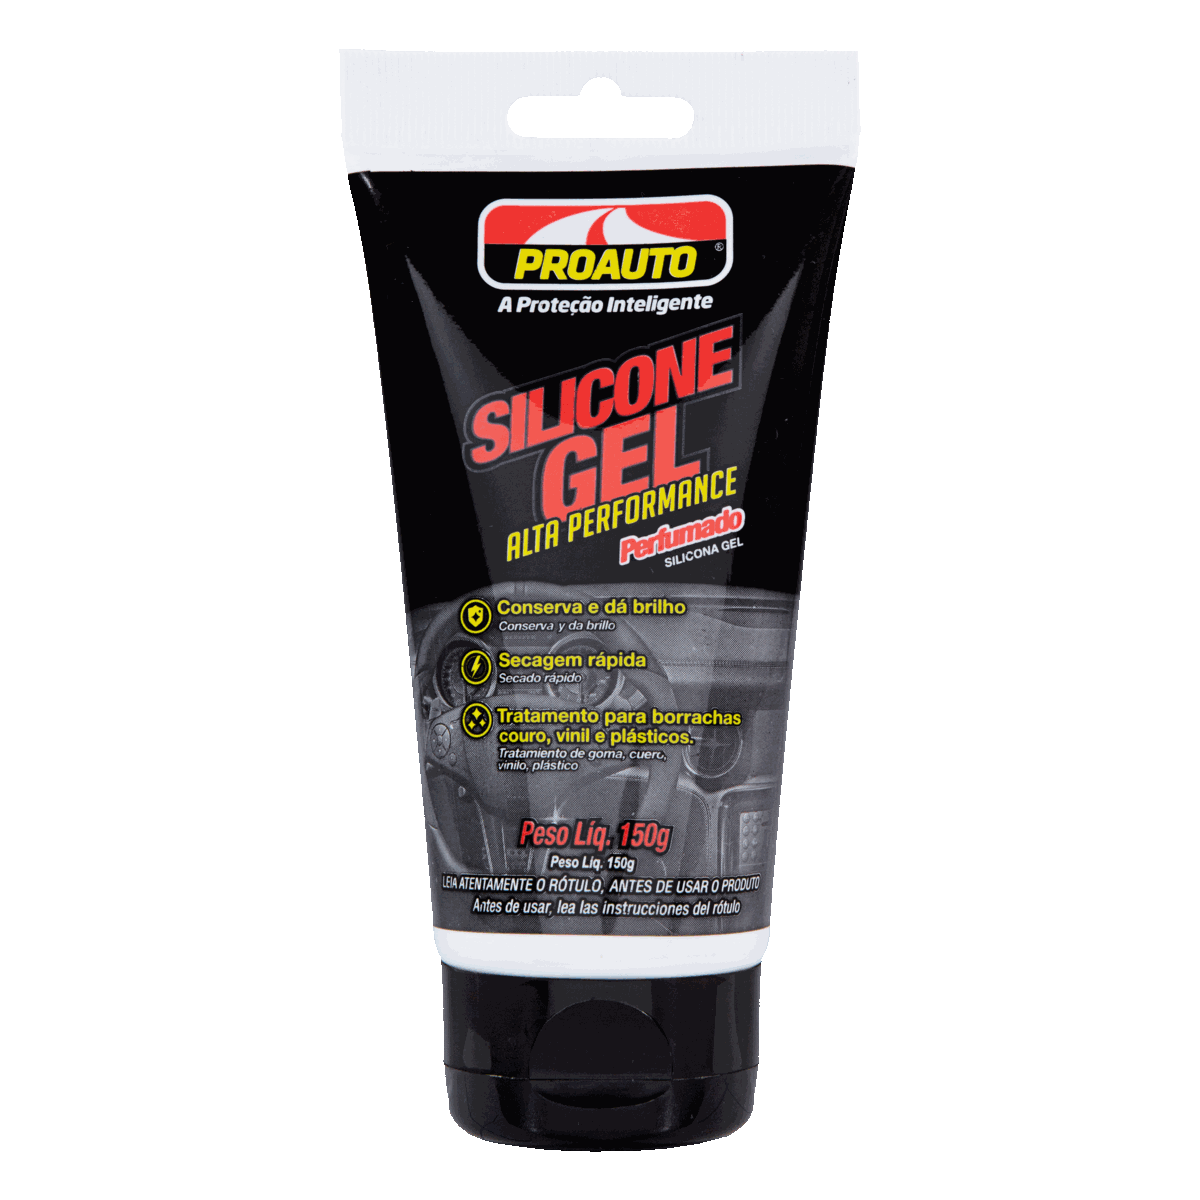 PROAUTO
®
A Proteção Inteligente
SILICONE
GEL
ALTA PERFORMANCE
Perfumado
SILICONA GEL
Conserva e dá brilho
Conserva y da brillo
Secagem rápida
Secado rápido
Tratamento para borrachas
couro, vinil e plásticos.
Tratamiento de goma, cuero,
vinilo, plástico
Peso Líq. 150g
Peso Líq. 150g
LEIA ATENTAMENTE O RÓTULO, ANTES DE USAR O PRODUTO
Antes de usar, lea las instrucciones del rótulo